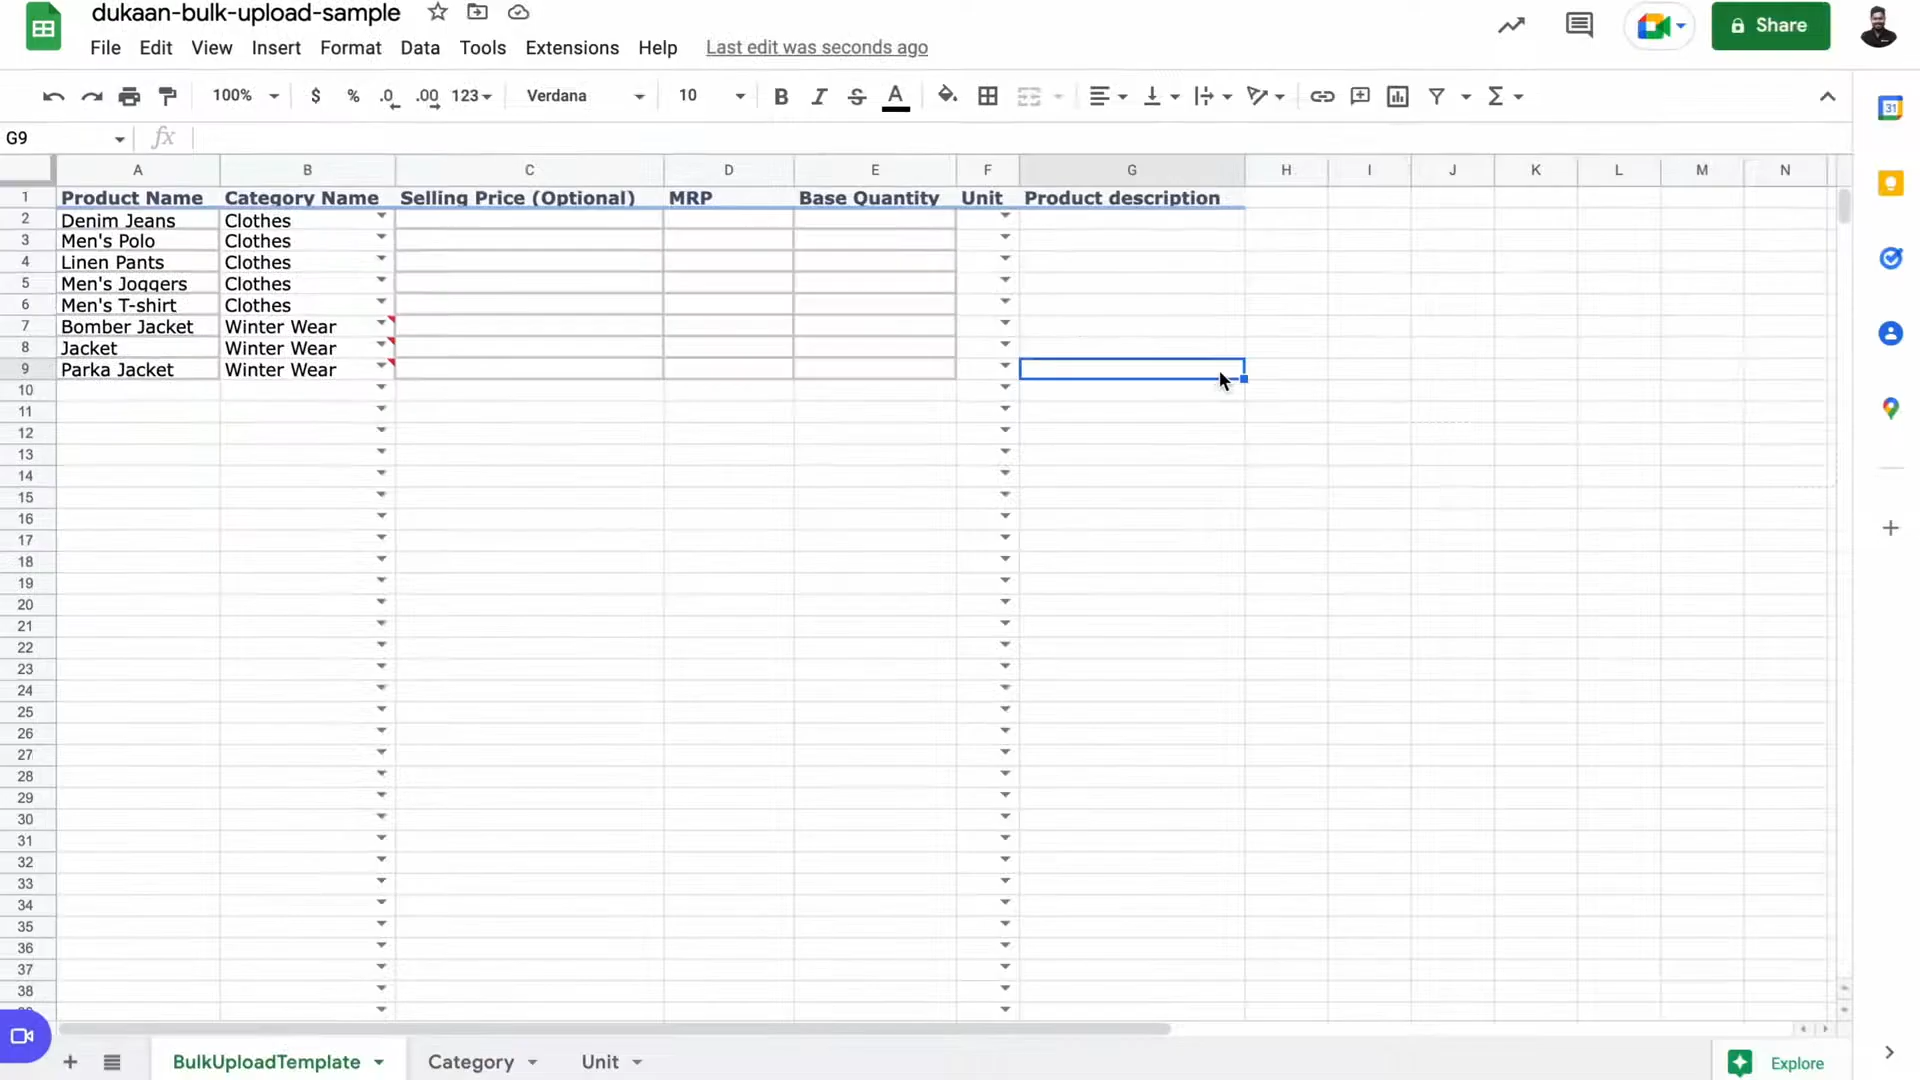 dukaan-bulk-upload-sample
File Edit View Insert Format Data Tools Extensions Help Last edit was seconds ago
Share
100% $ % .0 .00 123 Verdana 10 B I S A
31
G9 fx
A B C D E F G H I J K L M N
1 Product Name Category Name Selling Price (Optional) MRP Base Quantity Unit Product description
2 Denim Jeans Clothes
3 Men's Polo Clothes
4 Linen Pants Clothes
5 Men's Joggers Clothes
6 Men's T-shirt Clothes
7 Bomber Jacket Winter Wear
8 Jacket Winter Wear
9 Parka Jacket Winter Wear
10
11
12
13
14
15
16
17
18
19
20
21
22
23
24
25
26
27
28
29
30
31
32
33
34
35
36
37
38
BulkUploadTemplate Category Unit Explore